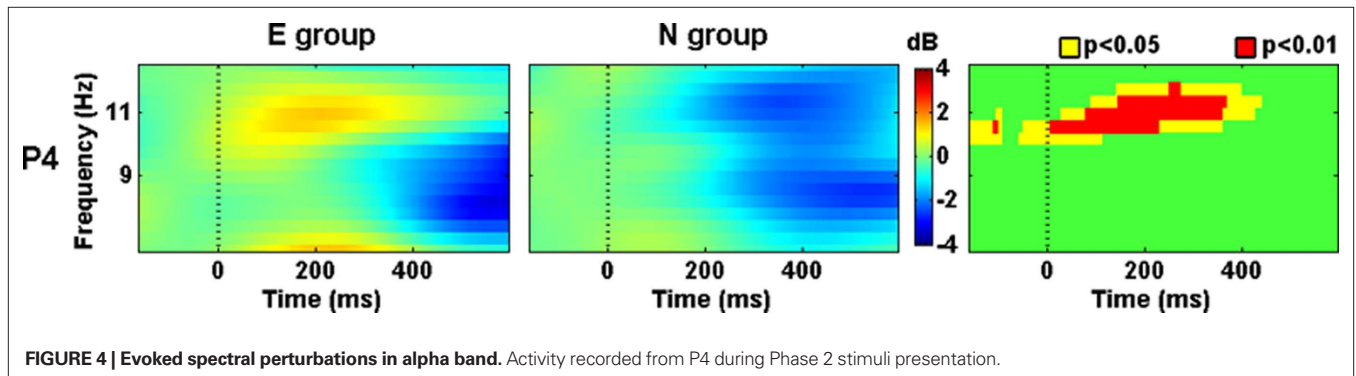 E group
N group
dB
p<0.05
p<0.01
P4
Frequency (Hz)
11
9
0
200
400
Time (ms)
0
200
400
Time (ms)
4
2
0
-2
-4
0
200
400
Time (ms)
FIGURE 4 | Evoked spectral perturbations in alpha band. Activity recorded from P4 during Phase 2 stimuli presentation.